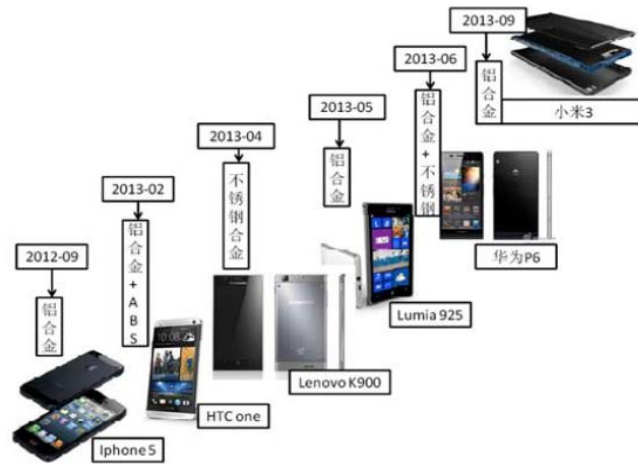 2012-09
铝合金
Iphone 5
2013-02
铝合金+ABS
HTC one
2013-04
不锈钢合金
Lenovo K900
2013-05
铝合金
Lumia 925
2013-06
铝合金+不锈钢
华为P6
2013-09
铝合金
小米3